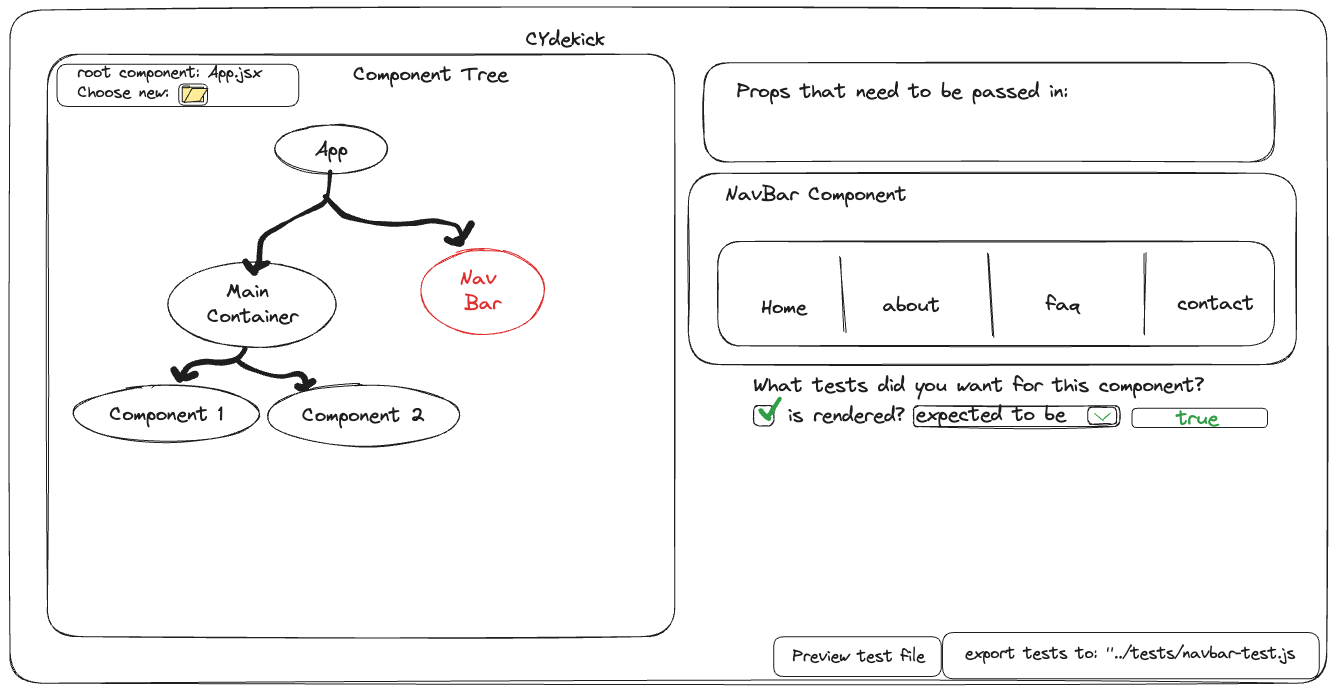 CYdekick
root component: App.jsx
Choose new:
Component Tree
App
Main
Container
Nav
Bar
Component 1
Component 2
Props that need to be passed in:
NavBar Component
Home
about
faq
contact
What tests did you want for this component?
is rendered? expected to be true
Preview test file
export tests to: "../tests/navbar-test.js